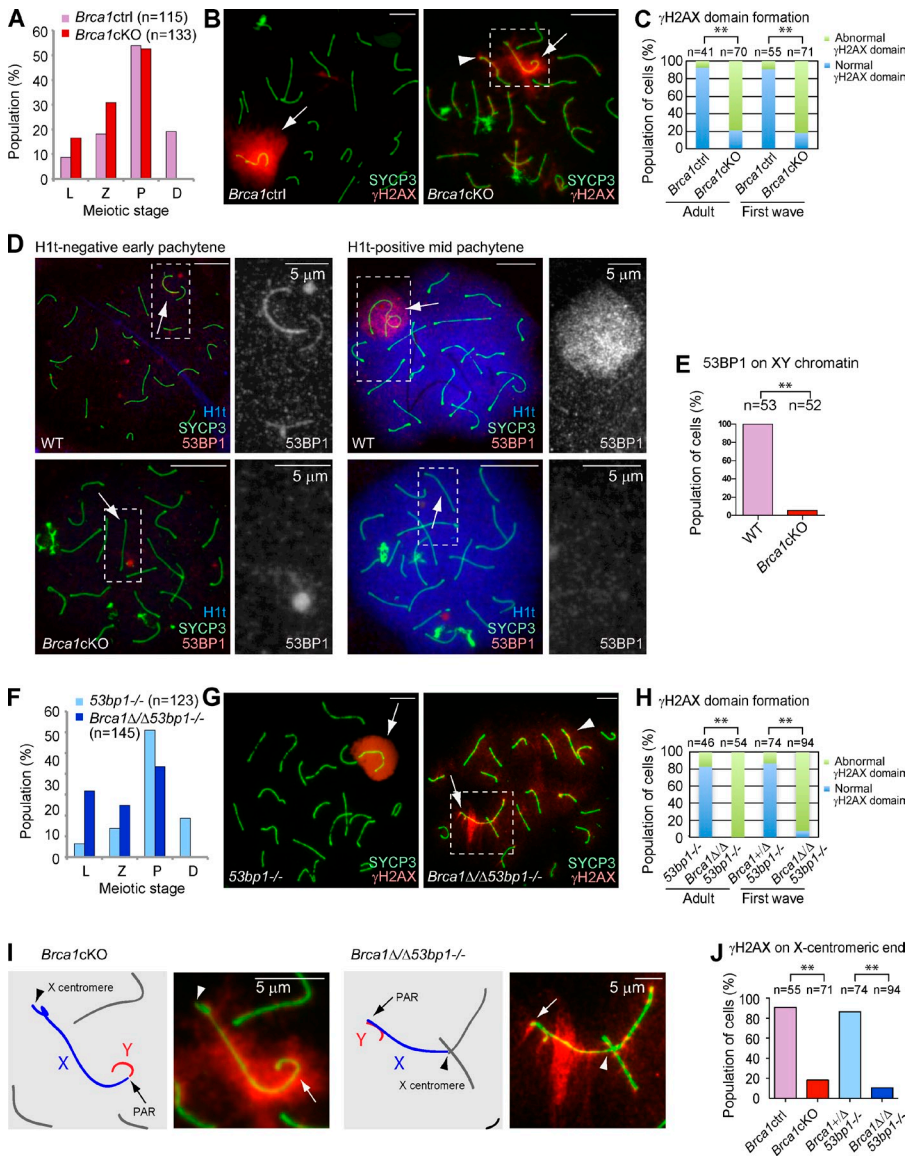 A
Brca1ctrl (n=115)
Brca1cKO (n=133)
Population (%)
60
50
40
30
20
10
0
L Z P D
Meiotic stage
B
Brca1ctrl
SYCP3
γH2AX
Brca1cKO
SYCP3
γH2AX
C
γH2AX domain formation
** **
n=41 n=70 n=55 n=71
Abnormal
γH2AX domain
Normal
γH2AX domain
Population of cells (%)
100
80
60
40
20
0
Brca1ctrl Brca1cKO Brca1ctrl Brca1cKO
Adult First wave
D
H1t-negative early pachytene
H1t-positive mid pachytene
WT
H1t
SYCP3
53BP1
5 μm
53BP1
WT
H1t
SYCP3
53BP1
5 μm
53BP1
Brca1cKO
H1t
SYCP3
53BP1
5 μm
53BP1
H1t
SYCP3
53BP1
5 μm
53BP1
E
53BP1 on XY chromatin
**
n=53 n=52
Population of cells (%)
100
80
60
40
20
0
WT
Brca1cKO
F
53bp1-/- (n=123)
Brca1Δ/Δ53bp1-/-
(n=145)
Population (%)
60
50
40
30
20
10
0
L Z P D
Meiotic stage
G
53bp1-/-
SYCP3
γH2AX
Brca1Δ/Δ53bp1-/-
SYCP3
γH2AX
H
γH2AX domain formation
** **
n=46 n=54 n=74 n=94
Abnormal
γH2AX domain
Normal
γH2AX domain
Population of cells (%)
100
80
60
40
20
0
53bp1-/-
Brca1Δ/Δ
53bp1-/-
Brca1+/Δ
53bp1-/-
Brca1Δ/Δ
53bp1-/-
Adult First wave
I
Brca1cKO
X centromere
Y
X
PAR
5 μm
Brca1Δ/Δ53bp1-/-
PAR
Y
X
X centromere
5 μm
J
γH2AX on X-centromeric end
** **
n=55 n=71 n=74 n=94
Population of cells (%)
100
80
60
40
20
0
Brca1ctrl
Brca1cKO
Brca1+/Δ
53bp1-/-
Brca1Δ/Δ
53bp1-/-